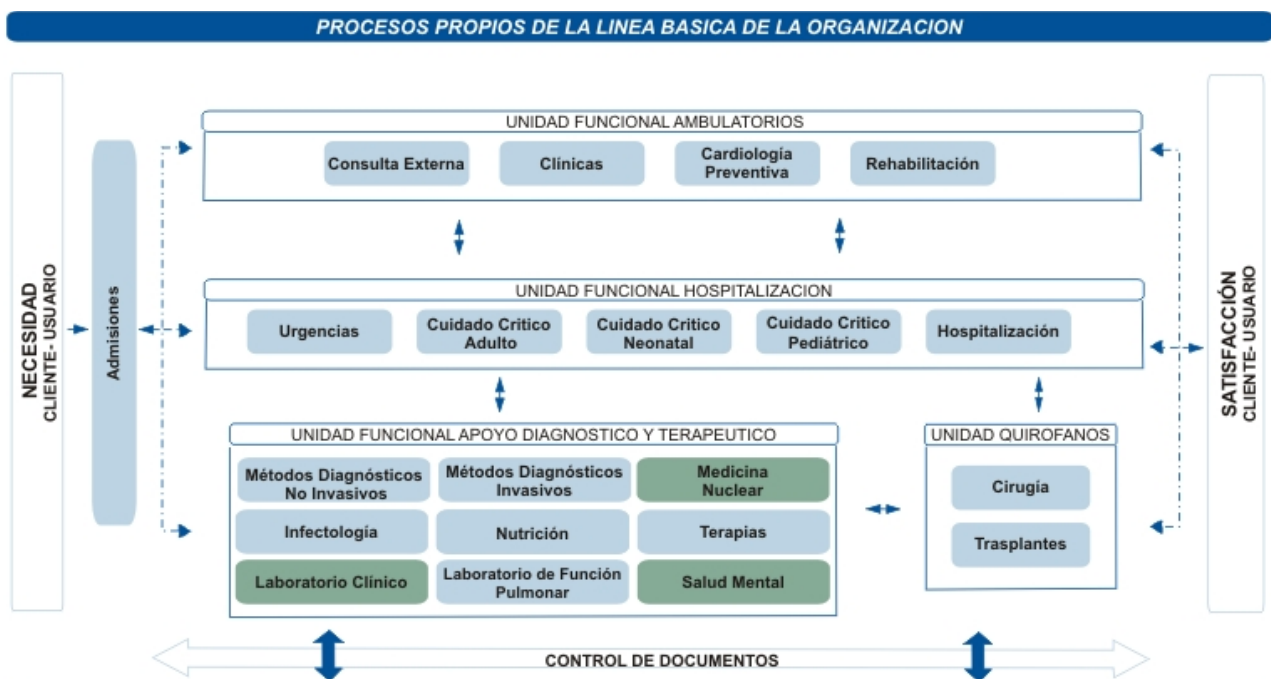 PROCESOS PROPIOS DE LA LINEA BASICA DE LA ORGANIZACION
NECESIDAD
CLIENTE- USUARIO
Admisiones
UNIDAD FUNCIONAL AMBULATORIOS
Consulta Externa
Clínicas
Cardiología
Preventiva
Rehabilitación
UNIDAD FUNCIONAL HOSPITALIZACION
Urgencias
Cuidado Critico
Adulto
Cuidado Critico
Neonatal
Cuidado Critico
Pediátrico
Hospitalización
UNIDAD FUNCIONAL APOYO DIAGNOSTICO Y TERAPEUTICO
Métodos Diagnósticos
No Invasivos
Métodos Diagnósticos
Invasivos
Medicina
Nuclear
Infectología
Nutrición
Terapias
Laboratorio Clínico
Laboratorio de Función
Pulmonar
Salud Mental
UNIDAD QUIROFANOS
Cirugía
Trasplantes
SATISFACCIÓN
CLIENTE- USUARIO
CONTROL DE DOCUMENTOS